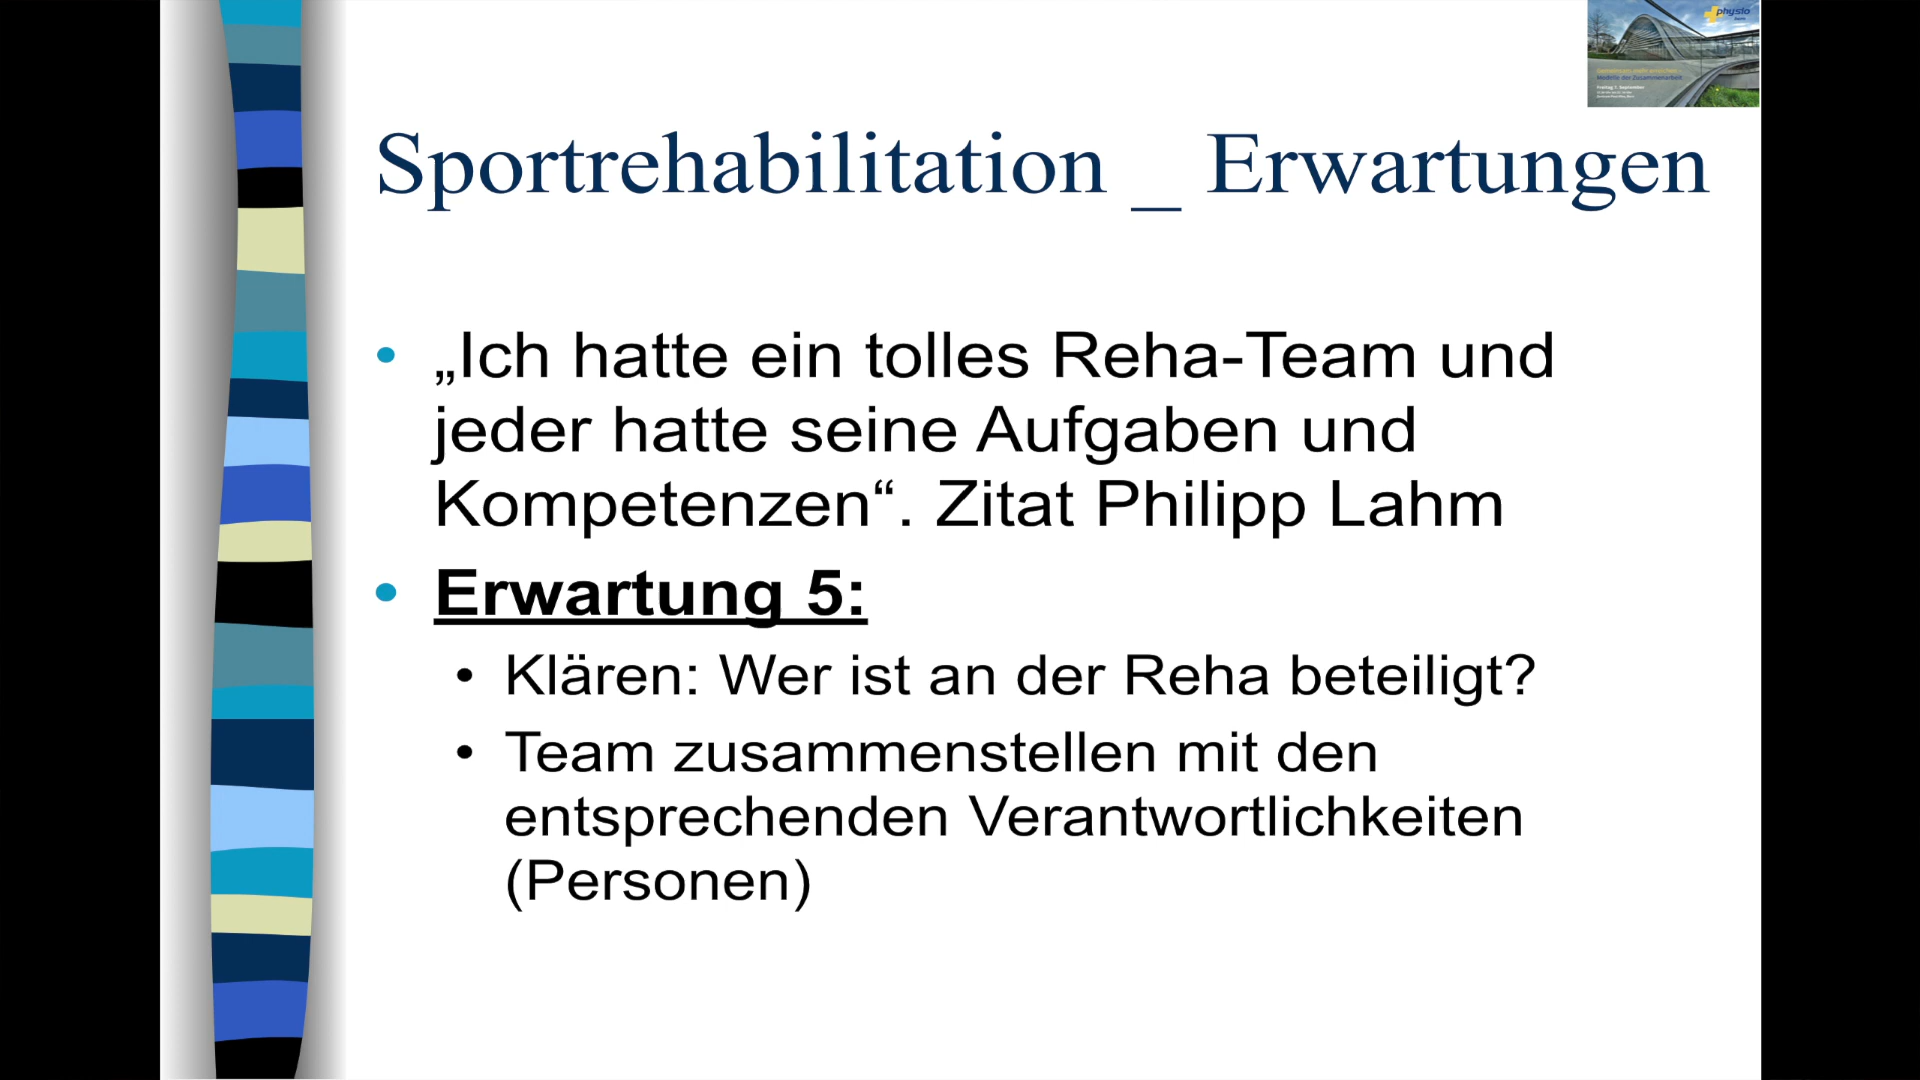 physio
Sportrehabilitation _ Erwartungen
• „Ich hatte ein tolles Reha-Team und
jeder hatte seine Aufgaben und
Kompetenzen“. Zitat Philipp Lahm
• Erwartung 5:
• Klären: Wer ist an der Reha beteiligt?
• Team zusammenstellen mit den
entsprechenden Verantwortlichkeiten
(Personen)